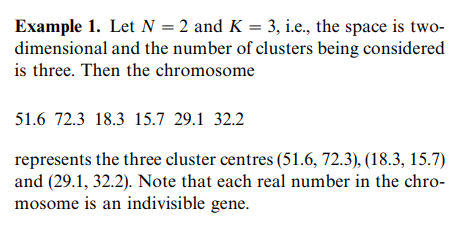 Example 1. Let N = 2 and K = 3, i.e., the space is two-
dimensional and the number of clusters being considered
is three. Then the chromosome
51.6 72.3 18.3 15.7 29.1 32.2
represents the three cluster centres (51.6, 72.3), (18.3, 15.7)
and (29.1, 32.2). Note that each real number in the chro-
mosome is an indivisible gene.